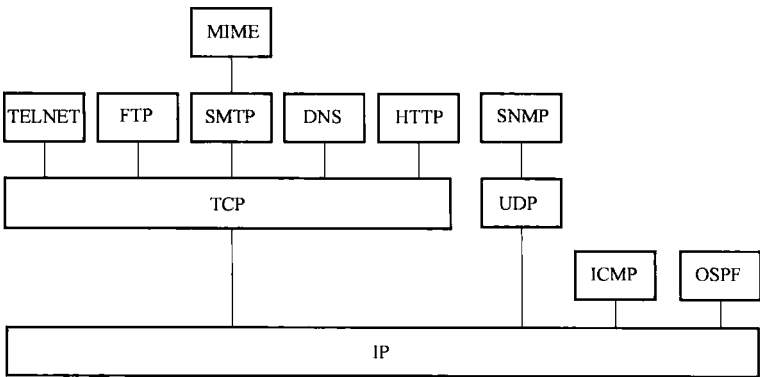 MIME
TELNET FTP SMTP DNS HTTP SNMP
TCP UDP
ICMP OSPF
IP